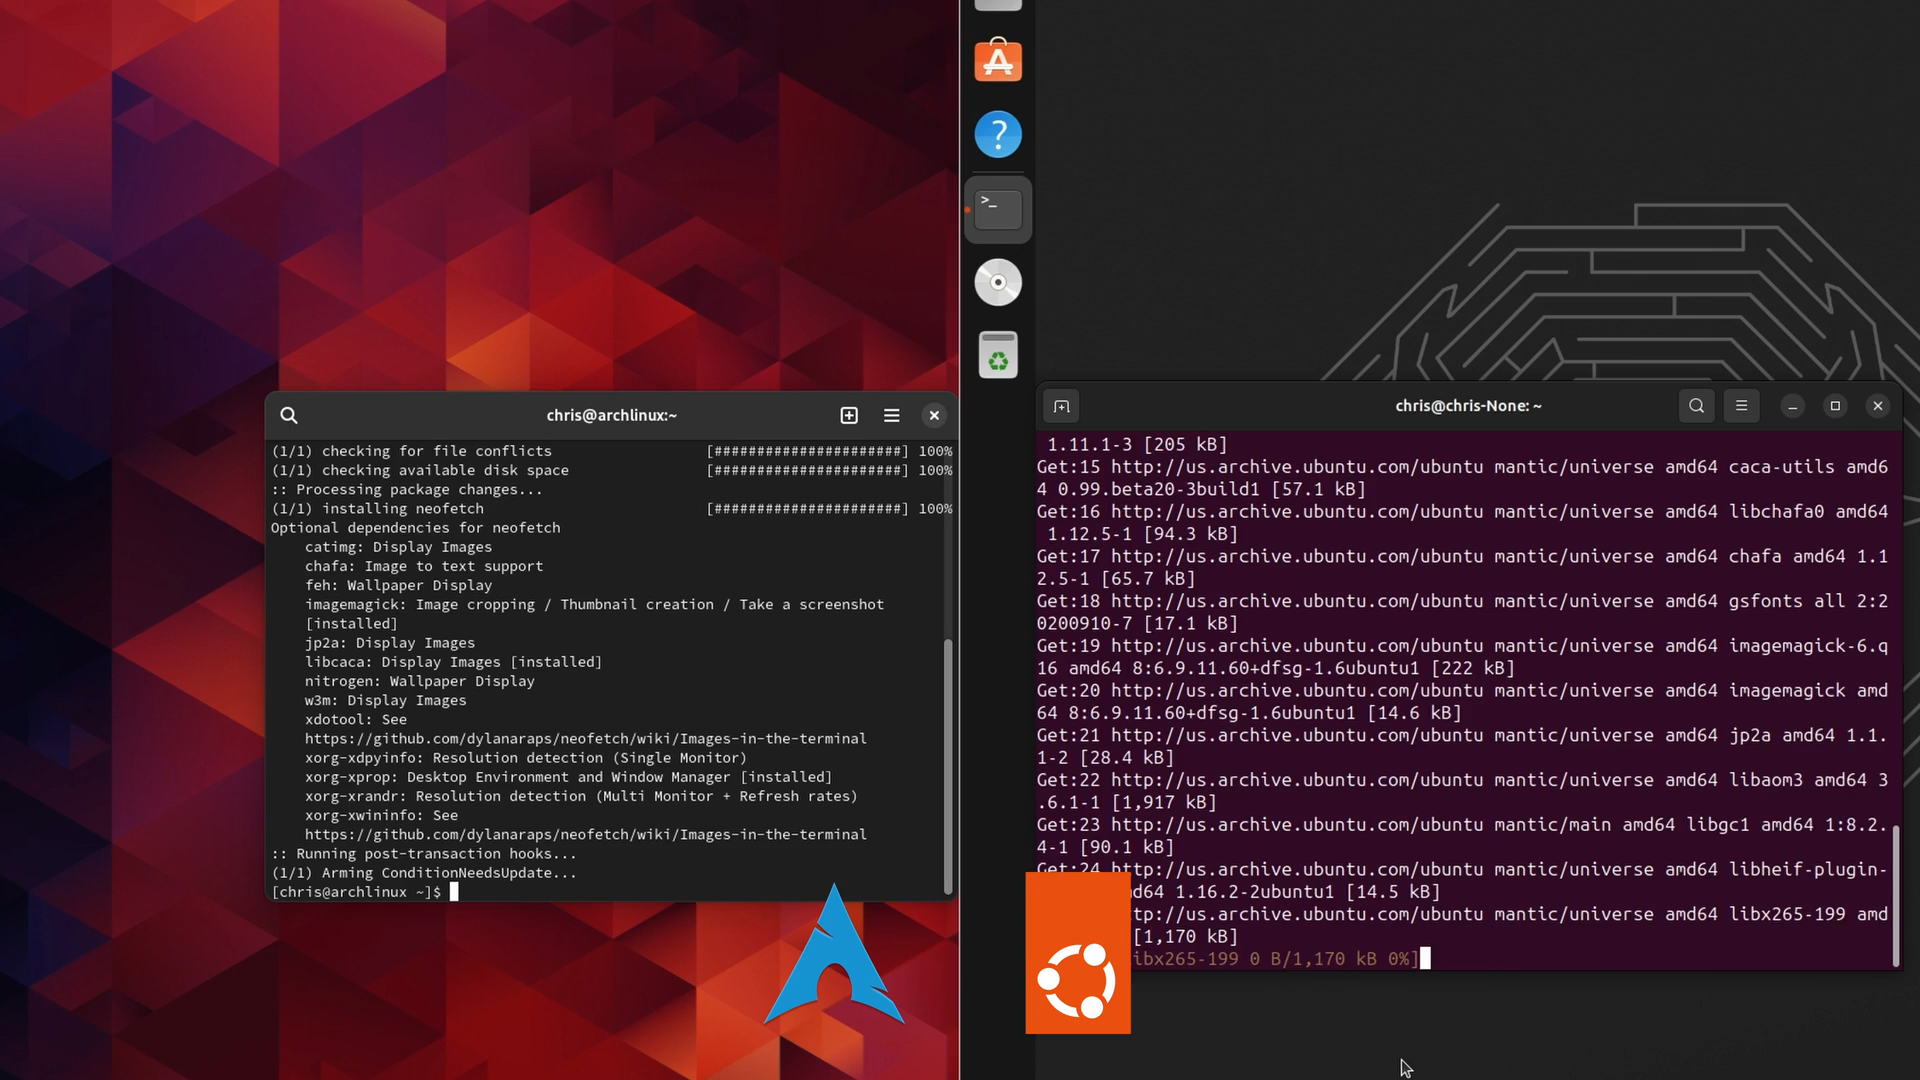 chris@archlinux:~
(1/1) checking for file conflicts [######################] 100%
(1/1) checking available disk space [######################] 100%
:: Processing package changes...
(1/1) installing neofetch [######################] 100%
Optional dependencies for neofetch
catimg: Display Images
chafa: Image to text support
feh: Wallpaper Display
imagemagick: Image cropping / Thumbnail creation / Take a screenshot
[installed]
jp2a: Display Images
libcaca: Display Images [installed]
nitrogen: Wallpaper Display
w3m: Display Images
xdotool: See
https://github.com/dylanaraps/neofetch/wiki/Images-in-the-terminal
xorg-xdpyinfo: Resolution detection (Single Monitor)
xorg-xprop: Desktop Environment and Window Manager [installed]
xorg-xrandr: Resolution detection (Multi Monitor + Refresh rates)
xorg-xwininfo: See
https://github.com/dylanaraps/neofetch/wiki/Images-in-the-terminal
:: Running post-transaction hooks...
(1/1) Arming ConditionNeedsUpdate...
[chris@archlinux ~]$
chris@chris-None: ~
1.11.1-3 [205 kB]
Get:15 http://us.archive.ubuntu.com/ubuntu mantic/universe amd64 caca-utils amd6
4 0.99.beta20-3build1 [57.1 kB]
Get:16 http://us.archive.ubuntu.com/ubuntu mantic/universe amd64 libchafa0 amd64
1.12.5-1 [94.3 kB]
Get:17 http://us.archive.ubuntu.com/ubuntu mantic/universe amd64 chafa amd64 1.1
2.5-1 [65.7 kB]
Get:18 http://us.archive.ubuntu.com/ubuntu mantic/universe amd64 gsfonts all 2:2
0200910-7 [17.1 kB]
Get:19 http://us.archive.ubuntu.com/ubuntu mantic/universe amd64 imagemagick-6.q
16 amd64 8:6.9.11.60+dfsg-1.6ubuntu1 [222 kB]
Get:20 http://us.archive.ubuntu.com/ubuntu mantic/universe amd64 imagemagick amd
64 8:6.9.11.60+dfsg-1.6ubuntu1 [14.6 kB]
Get:21 http://us.archive.ubuntu.com/ubuntu mantic/universe amd64 jp2a amd64 1.1.
1-2 [28.4 kB]
Get:22 http://us.archive.ubuntu.com/ubuntu mantic/universe amd64 libaom3 amd64 3
.6.1-1 [1,917 kB]
Get:23 http://us.archive.ubuntu.com/ubuntu mantic/main amd64 libgc1 amd64 1:8.2.
4-1 [90.1 kB]
Get:24 http://us.archive.ubuntu.com/ubuntu mantic/universe amd64 libheif-plugin-
d64 1.16.2-2ubuntu1 [14.5 kB]
tp://us.archive.ubuntu.com/ubuntu mantic/universe amd64 libx265-199 amd
[1,170 kB]
ibx265-199 0 B/1,170 kB 0%]